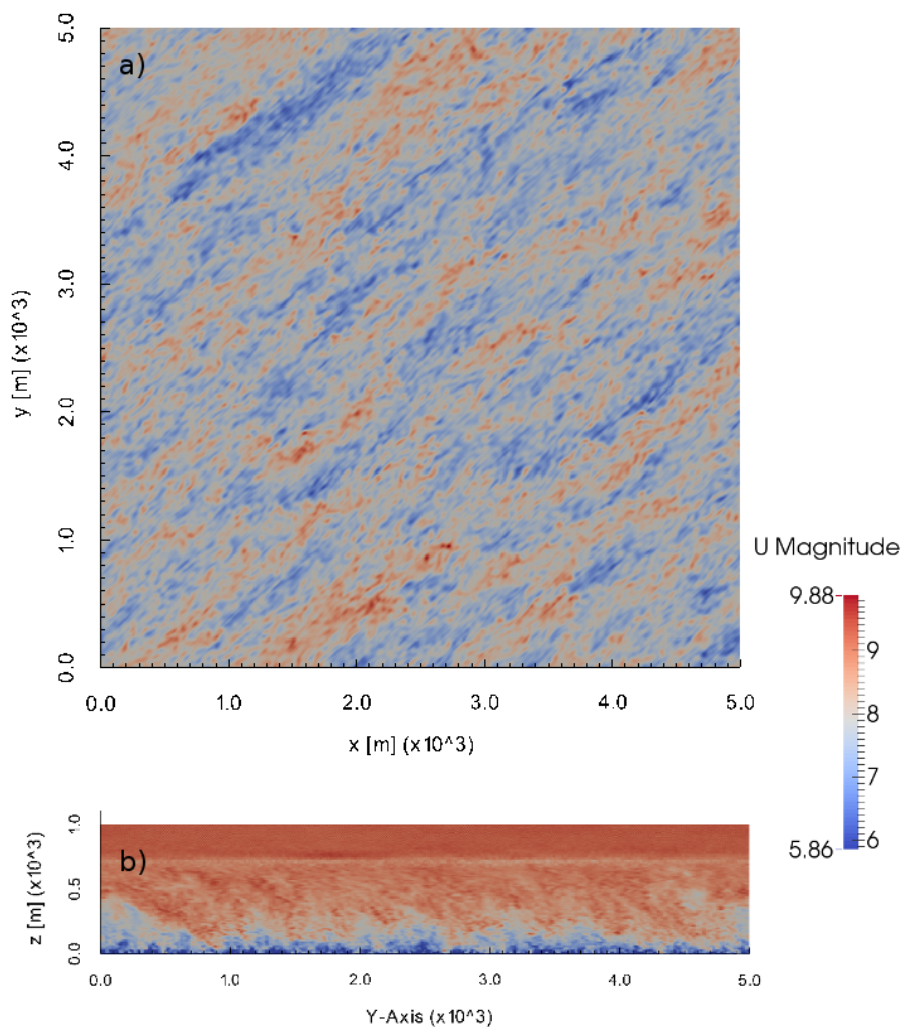 a)
5.0
4.0
3.0
2.0
1.0
0.0
y [m] (x10^3)
0.0 1.0 2.0 3.0 4.0 5.0
x [m] (x10^3)
U Magnitude
9.88
9
8
7
6
5.86
b)
1.0
0.5
0.0
z [m] (x10^3)
0.0 1.0 2.0 3.0 4.0 5.0
Y-Axis (x10^3)